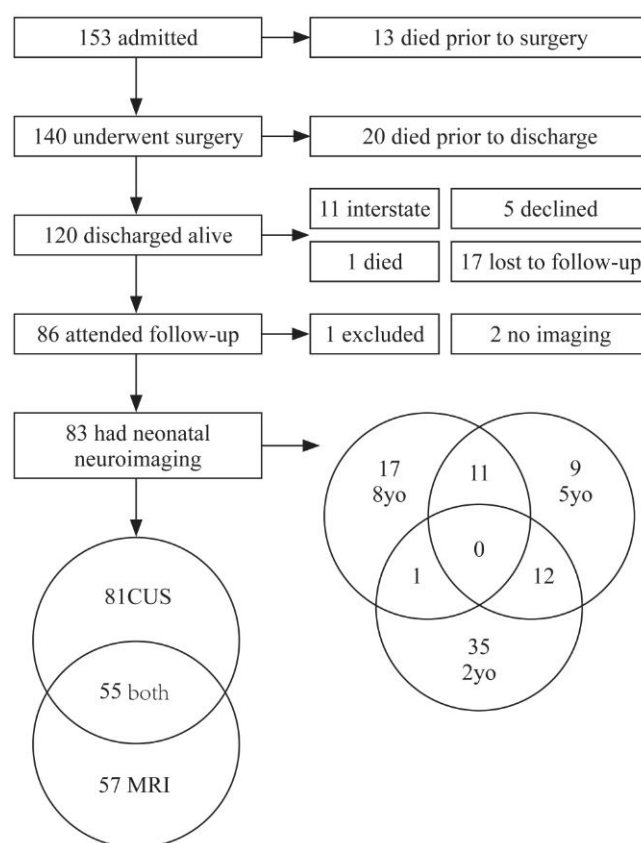 153 admitted
13 died prior to surgery
140 underwent surgery
20 died prior to discharge
120 discharged alive
11 interstate
5 declined
1 died
17 lost to follow-up
86 attended follow-up
1 excluded
2 no imaging
83 had neonatal
neuroimaging
17
8yo
11
9
5yo
0
1
12
35
2yo
81CUS
55 both
57 MRI